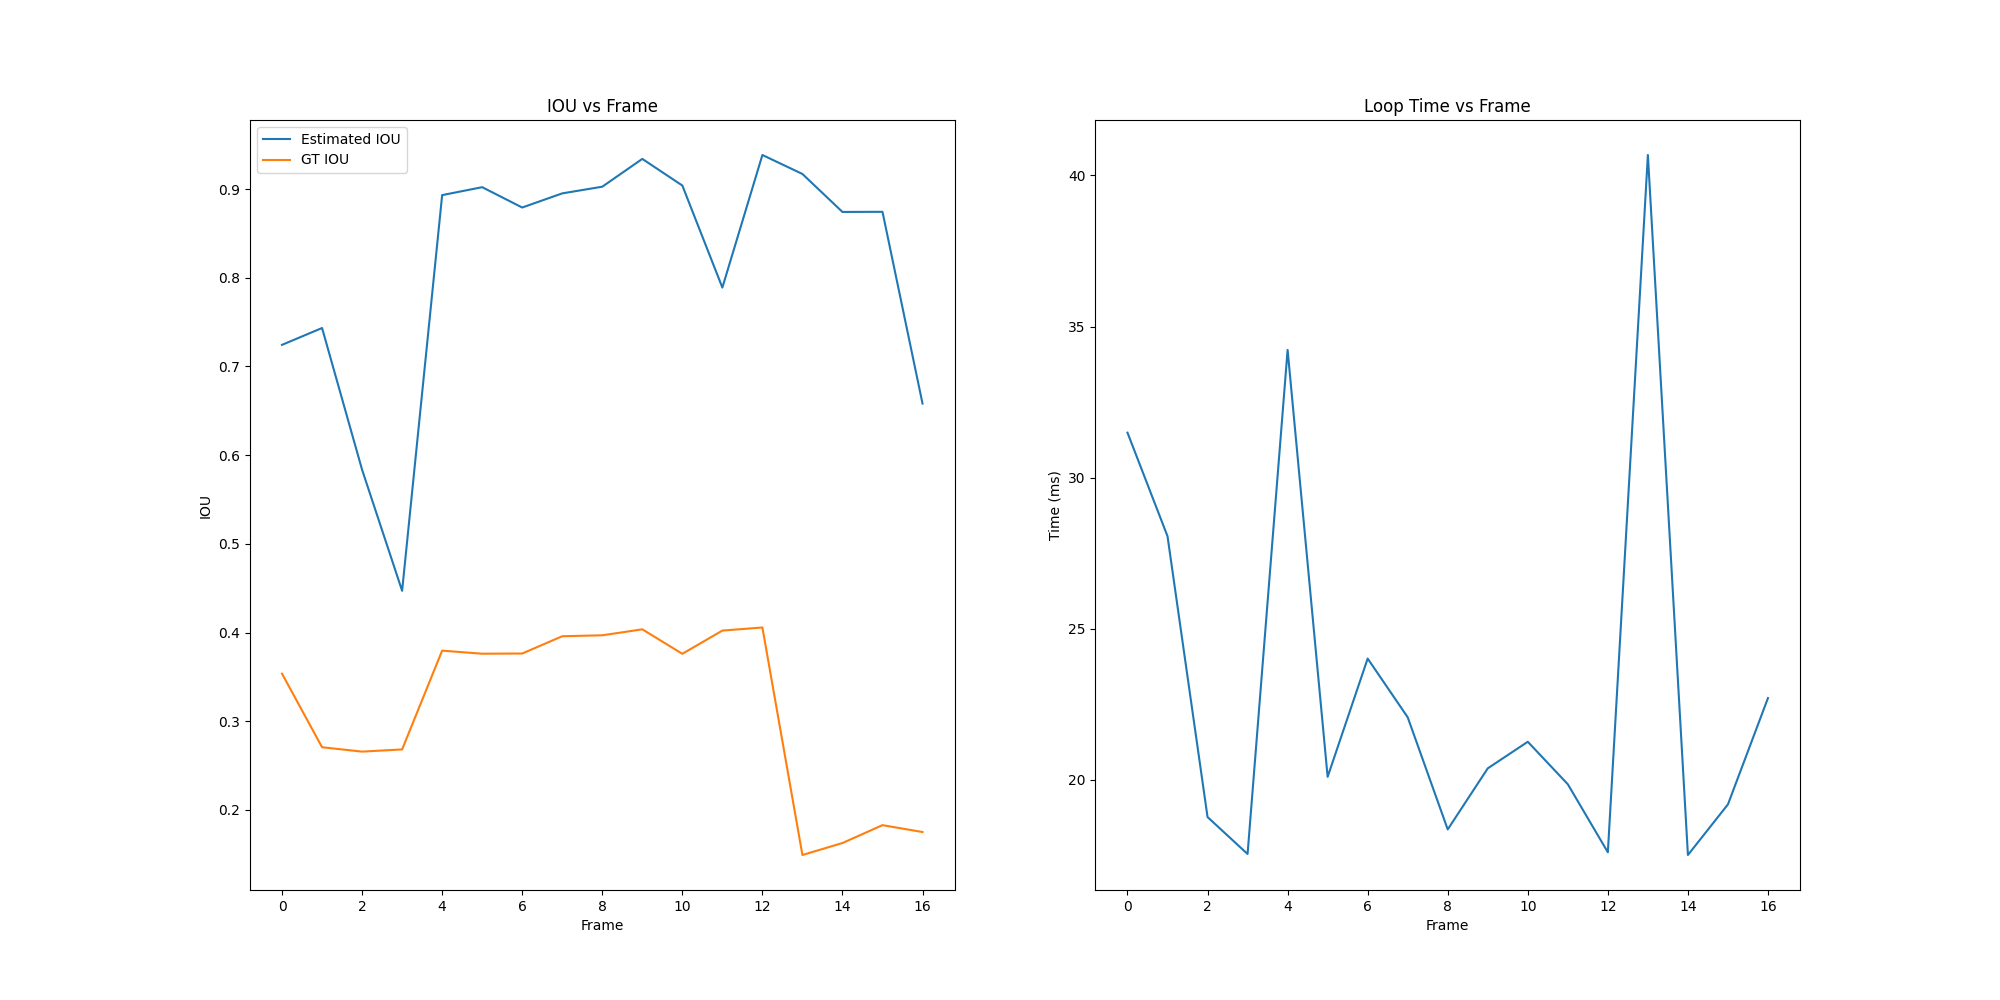 IOU vs Frame
Estimated IOU
GT IOU
0.9
0.8
0.7
0.6
0.5
0.4
0.3
0.2
IOU
0 2 4 6 8 10 12 14 16
Frame
Loop Time vs Frame
40
35
30
25
20
Time (ms)
0 2 4 6 8 10 12 14 16
Frame